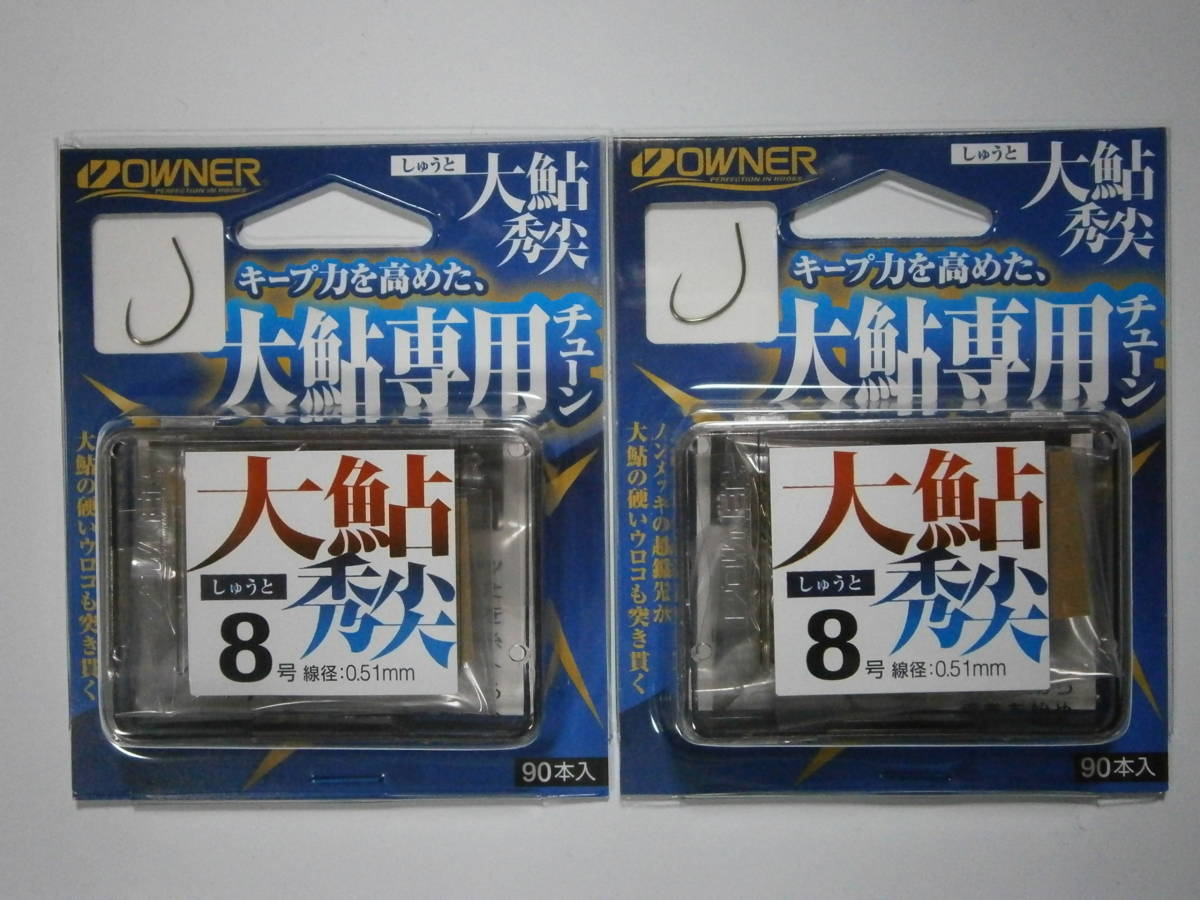 OWNER
PERFECTION IN HOOKS
しゅうと
大鮎
秀尖
キープ力を高めた、
大鮎専用
チューン
大鮎の硬いウロコも突き貫く
大鮎
しゅうと
秀尖
8号 線径:0.51mm
90本入
OWNER
PERFECTION IN HOOKS
しゅうと
大鮎
秀尖
キープ力を高めた、
大鮎専用
チューン
ノンメッキの
大鮎の硬いウロコも突き貫く
大鮎
しゅうと
秀尖
8号 線径:0.51mm
90本入